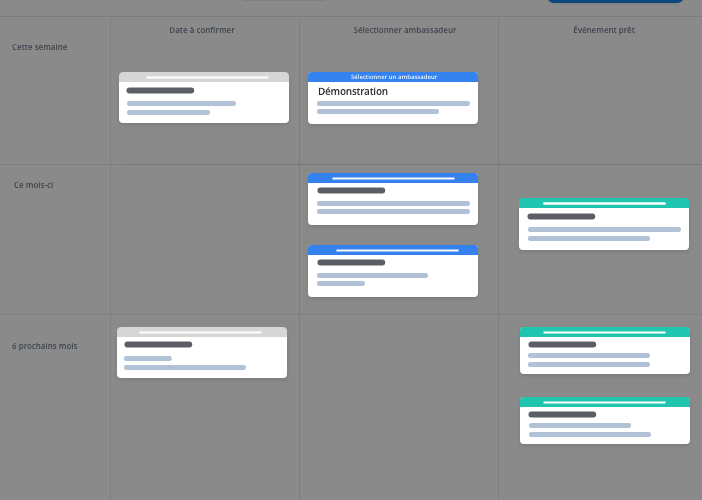 Date à confirmer
Sélectionner ambassadeur
Événement prêt
Cette semaine
Sélectionner un ambassadeur
Démonstration
Ce mois-ci
6 prochains mois